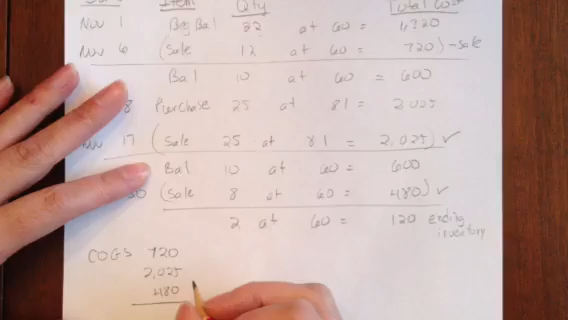 Item Qty Total Cost
Nov 1 Beg Bal 22 at 60 = 1,320
Nov 6 (Sale 12 at 60 = 720) - sale
Bal 10 at 60 = 600
8 Purchase 25 at 81 = 2,025
Nov 17 (Sale 25 at 81 = 2,025) ✓
Bal 10 at 60 = 600
30 (Sale 8 at 60 = 480) ✓
2 at 60 = 120 ending
inventory
COGS 720
2,025
480